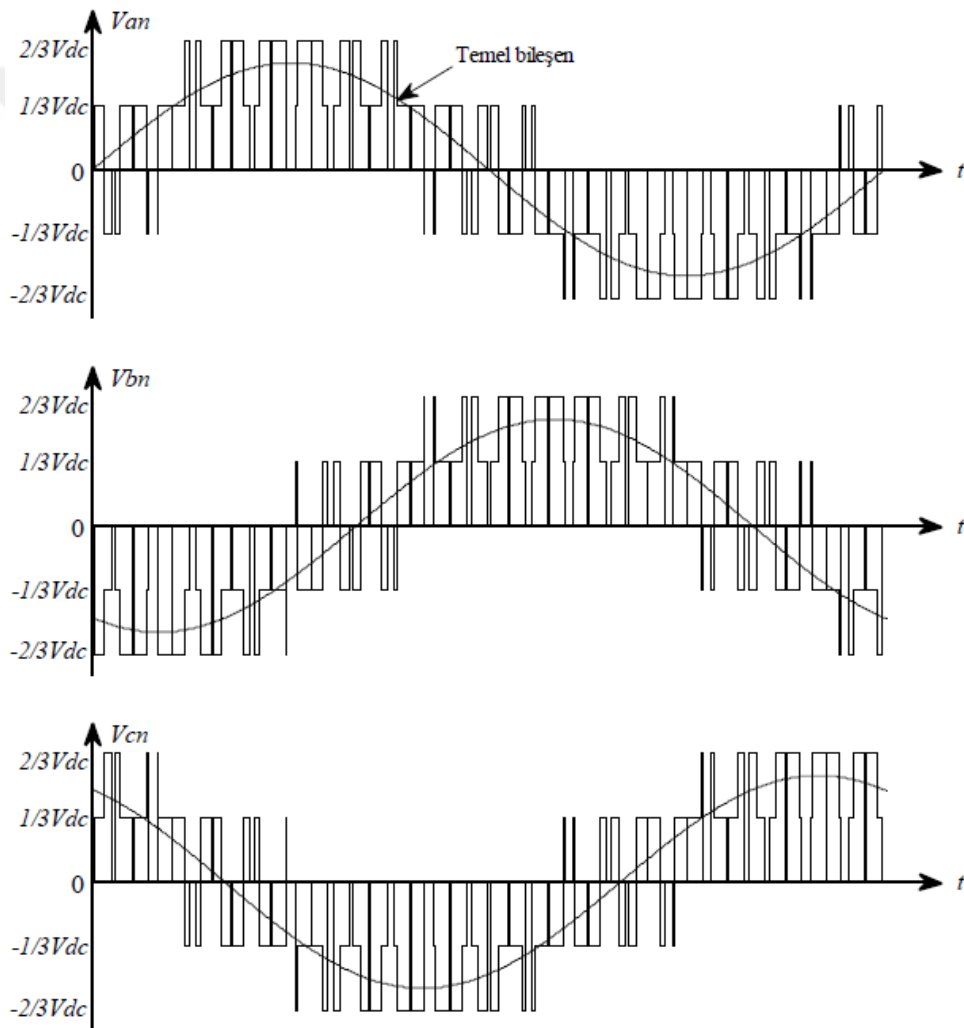 Van
2/3Vdc
Temel bileşen
1/3Vdc
0
t
-1/3Vdc
-2/3Vdc
Vbn
2/3Vdc
1/3Vdc
0
t
-1/3Vdc
-2/3Vdc
Vcn
2/3Vdc
1/3Vdc
0
t
-1/3Vdc
-2/3Vdc